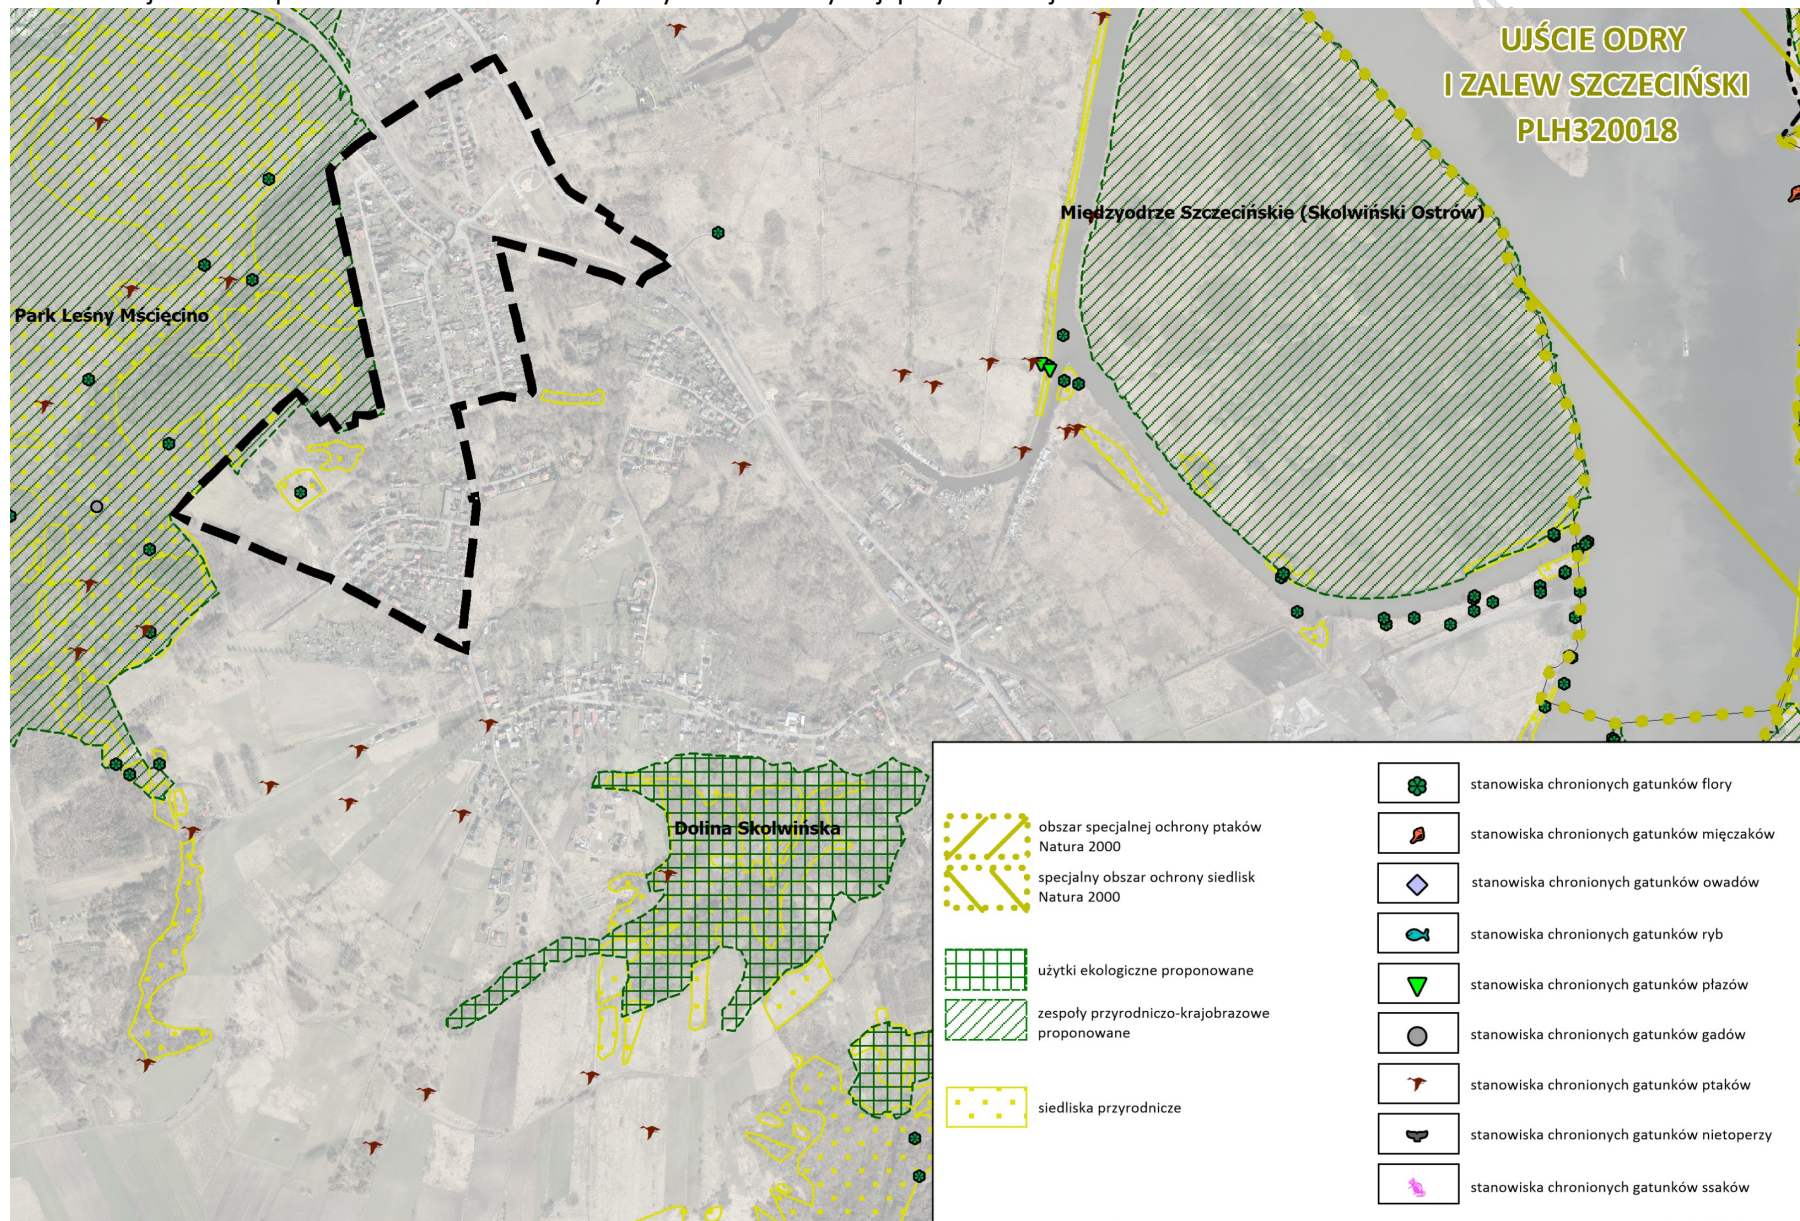 UJŚCIE ODRY
I ZALEW SZCZECIŃSKI
PLH320018
Międzyodrze Szczecińskie (Skolwiński Ostrów)
Park Leśny Mścięcino
Dolina Skolwińska
obszar specjalnej ochrony ptaków
Natura 2000
specjalny obszar ochrony siedlisk
Natura 2000
użytki ekologiczne proponowane
zespoły przyrodniczo-krajobrazowe
proponowane
siedliska przyrodnicze
stanowiska chronionych gatunków flory
stanowiska chronionych gatunków mięczaków
stanowiska chronionych gatunków owadów
stanowiska chronionych gatunków ryb
stanowiska chronionych gatunków płazów
stanowiska chronionych gatunków gadów
stanowiska chronionych gatunków ptaków
stanowiska chronionych gatunków nietoperzy
stanowiska chronionych gatunków ssaków